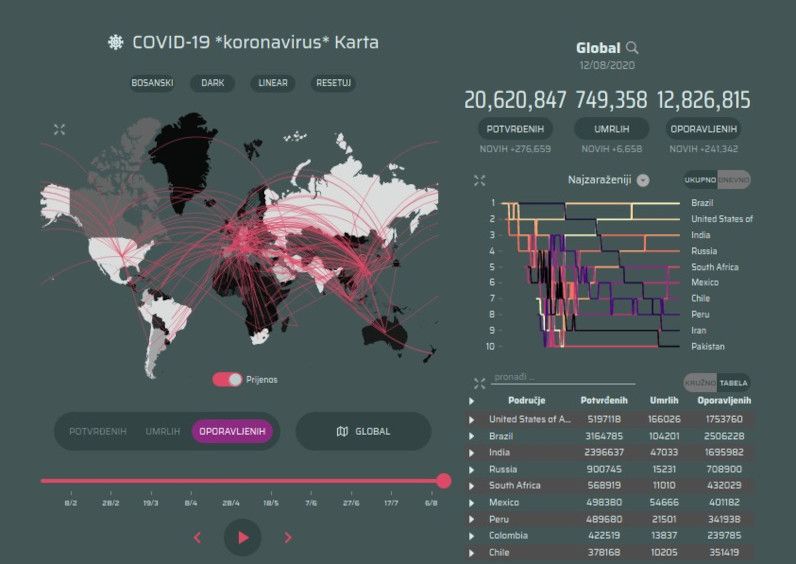 COVID-19 *koronavirus* Karta
BOSANSKI DARK LINEAR RESETUJ
Prijenos
POTVRĐENIH UMRLIH OPORAVLJENIH
GLOBAL
8/2 28/2 19/3 8/4 28/4 18/5 7/6 27/6 17/7 6/8
Global
12/08/2020
20,620,847 749,358 12,826,815
POTVRĐENIH UMRLIH OPORAVLJENIH
NOVIH +276,659 NOVIH +6,658 NOVIH +241,342
Najzaraženiji
UKUPNO DNEVNO
1 Brazil
2 United States of
3 India
4 Russia
5 South Africa
6 Mexico
7 Chile
8 Peru
9 Iran
10 Pakistan
pronađi ...
KRUŽNO TABELA
Područje Potvrđenih Umrlih Oporavljenih
United States of A... 5197118 166026 1753760
Brazil 3164785 104201 2506228
India 2396637 47033 1695982
Russia 900745 15231 708900
South Africa 568919 11010 432029
Mexico 498380 54666 401182
Peru 489680 21501 341938
Colombia 422519 13837 239785
Chile 378168 10205 351419